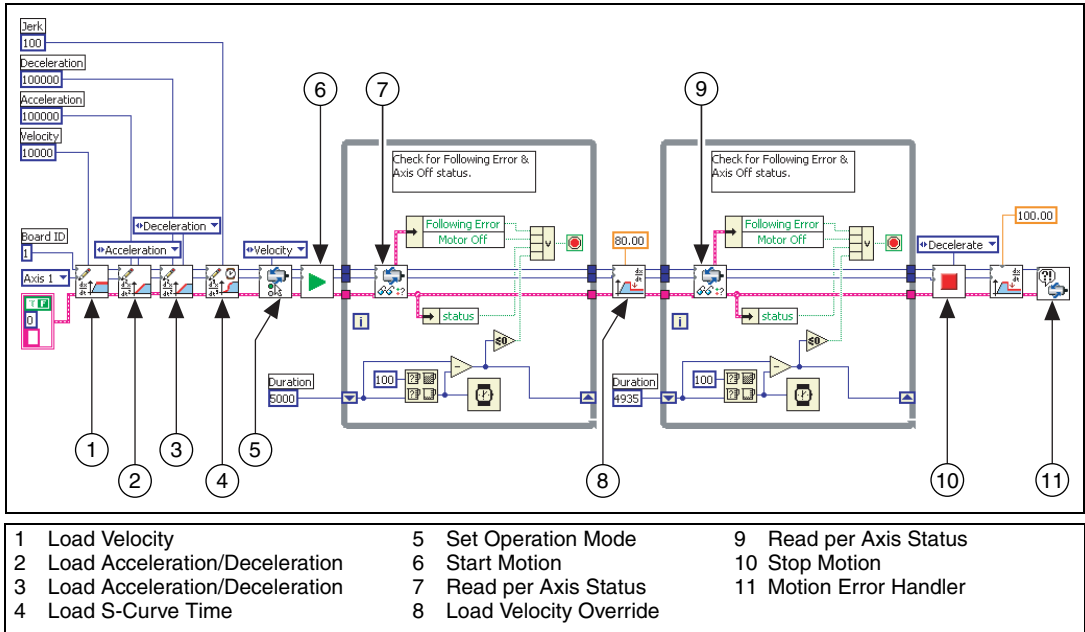 Jerk
100
Deceleration
100000
Acceleration
100000
Velocity
10000
Board ID
1
Axis 1
T F
0
Acceleration
Deceleration
Velocity
6
7
9
Check for Following Error &
Axis Off status.
Following Error
Motor Off
status
i
Duration
5000
100
≤0
80.00
Check for Following Error &
Axis Off status.
Following Error
Motor Off
status
i
Duration
4935
100
≤0
Decelerate
100.00
1
2
3
4
5
8
10
11
1 Load Velocity
2 Load Acceleration/Deceleration
3 Load Acceleration/Deceleration
4 Load S-Curve Time
5 Set Operation Mode
6 Start Motion
7 Read per Axis Status
8 Load Velocity Override
9 Read per Axis Status
10 Stop Motion
11 Motion Error Handler